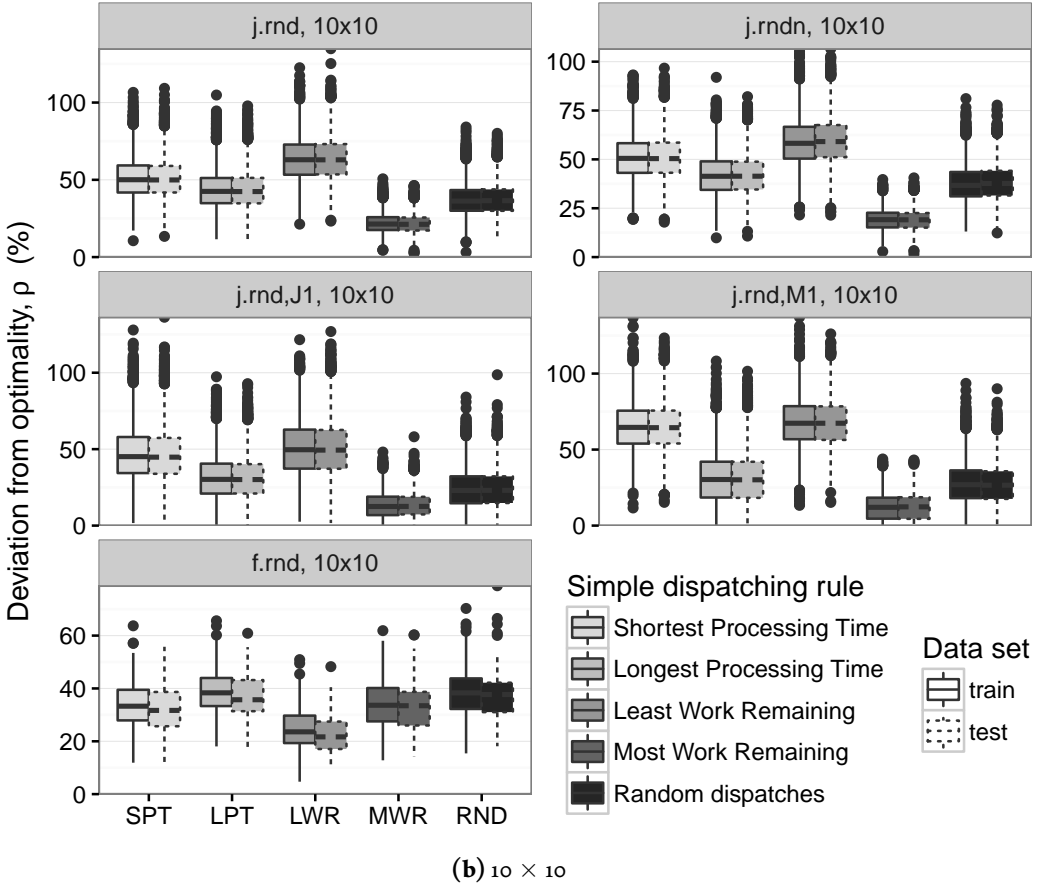 j.rnd, 10x10
j.rndn, 10x10
100
50
0
100
75
50
25
0
j.rnd,J1, 10x10
j.rnd,M1, 10x10
100
50
0
100
50
0
f.rnd, 10x10
60
40
20
0
SPT LPT LWR MWR RND
Deviation from optimality, ρ (%)
Simple dispatching rule
Shortest Processing Time
Longest Processing Time
Least Work Remaining
Most Work Remaining
Random dispatches
Data set
train
test
(b) 10 × 10